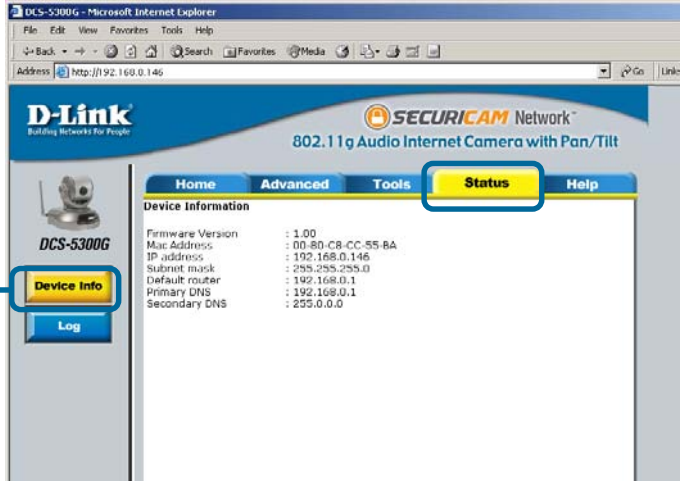 DCS-5300G - Microsoft Internet Explorer
File Edit View Favorites Tools Help
Back Search Favorites Media
Address http://192.168.0.146 Go Links
D-Link
Building Networks for People
SECURICAM Network
802.11g Audio Internet Camera with Pan/Tilt
Home Advanced Tools Status Help
DCS-5300G
Device Info
Log
Device Information
Firmware Version : 1.00
Mac Address : 00-80-C8-CC-55-BA
IP address : 192.168.0.146
Subnet mask : 255.255.255.0
Default router : 192.168.0.1
Primary DNS : 192.168.0.1
Secondary DNS : 255.0.0.0